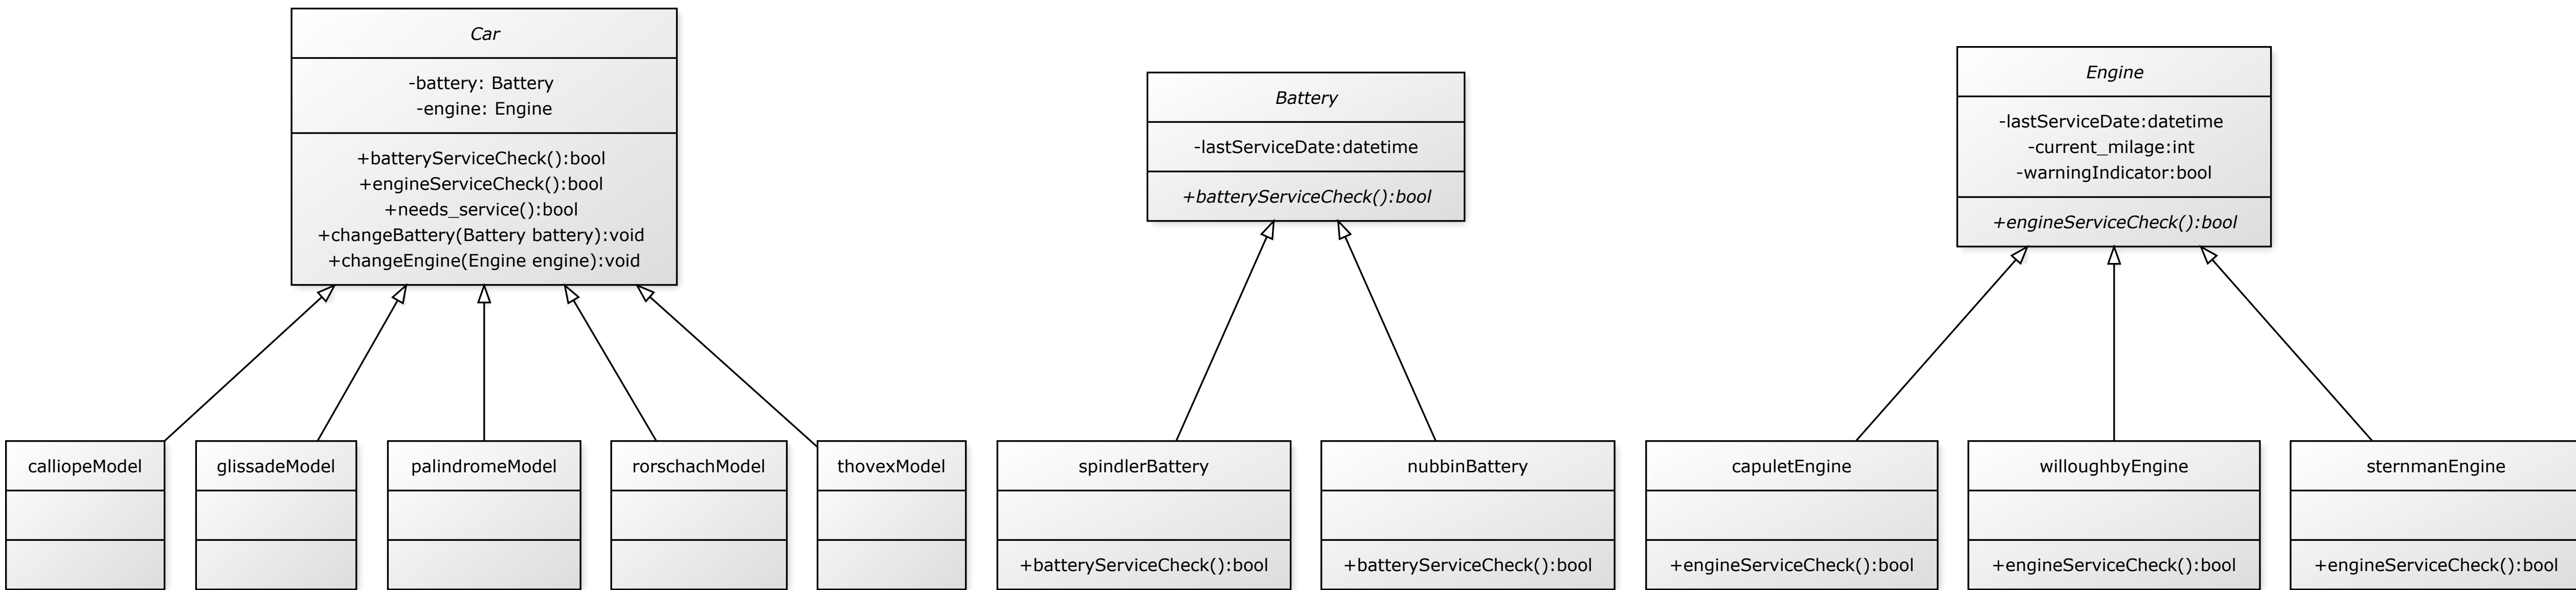 Car
-battery: Battery
-engine: Engine
+batteryServiceCheck():bool
+engineServiceCheck():bool
+needs_service():bool
+changeBattery(Battery battery):void
+changeEngine(Engine engine):void
Battery
-lastServiceDate:datetime
+batteryServiceCheck():bool
Engine
-lastServiceDate:datetime
-current_milage:int
-warningIndicator:bool
+engineServiceCheck():bool
calliopeModel
glissadeModel
palindromeModel
rorschachModel
thovexModel
spindlerBattery
+batteryServiceCheck():bool
nubbinBattery
+batteryServiceCheck():bool
capuletEngine
+engineServiceCheck():bool
willoughbyEngine
+engineServiceCheck():bool
sternmanEngine
+engineServiceCheck():bool